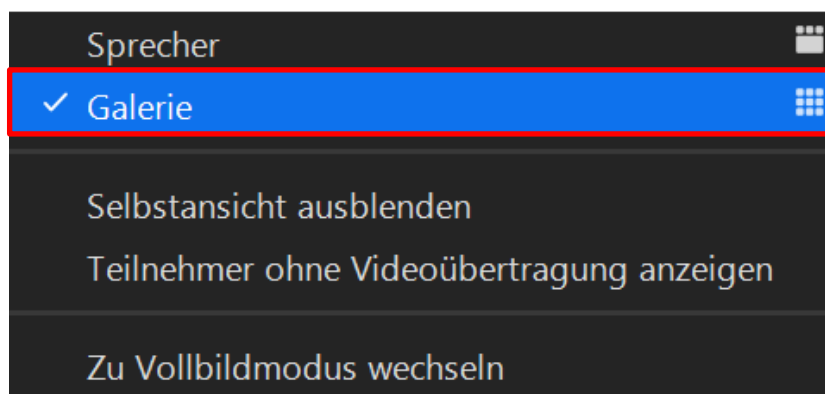 Sprecher
Galerie
Selbstansicht ausblenden
Teilnehmer ohne Videoübertragung anzeigen
Zu Vollbildmodus wechseln